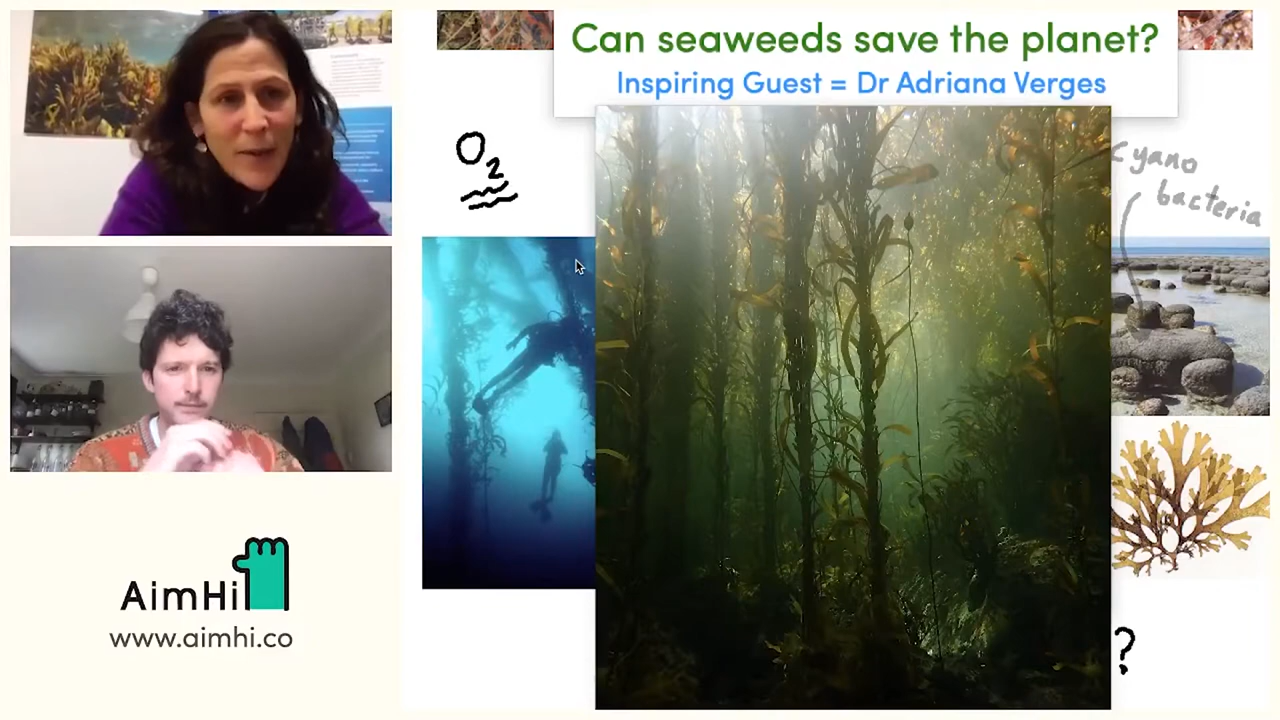 Can seaweeds save the planet?
Inspiring Guest = Dr Adriana Verges
O2
Cyano
bacteria
?
AimHi
www.aimhi.co